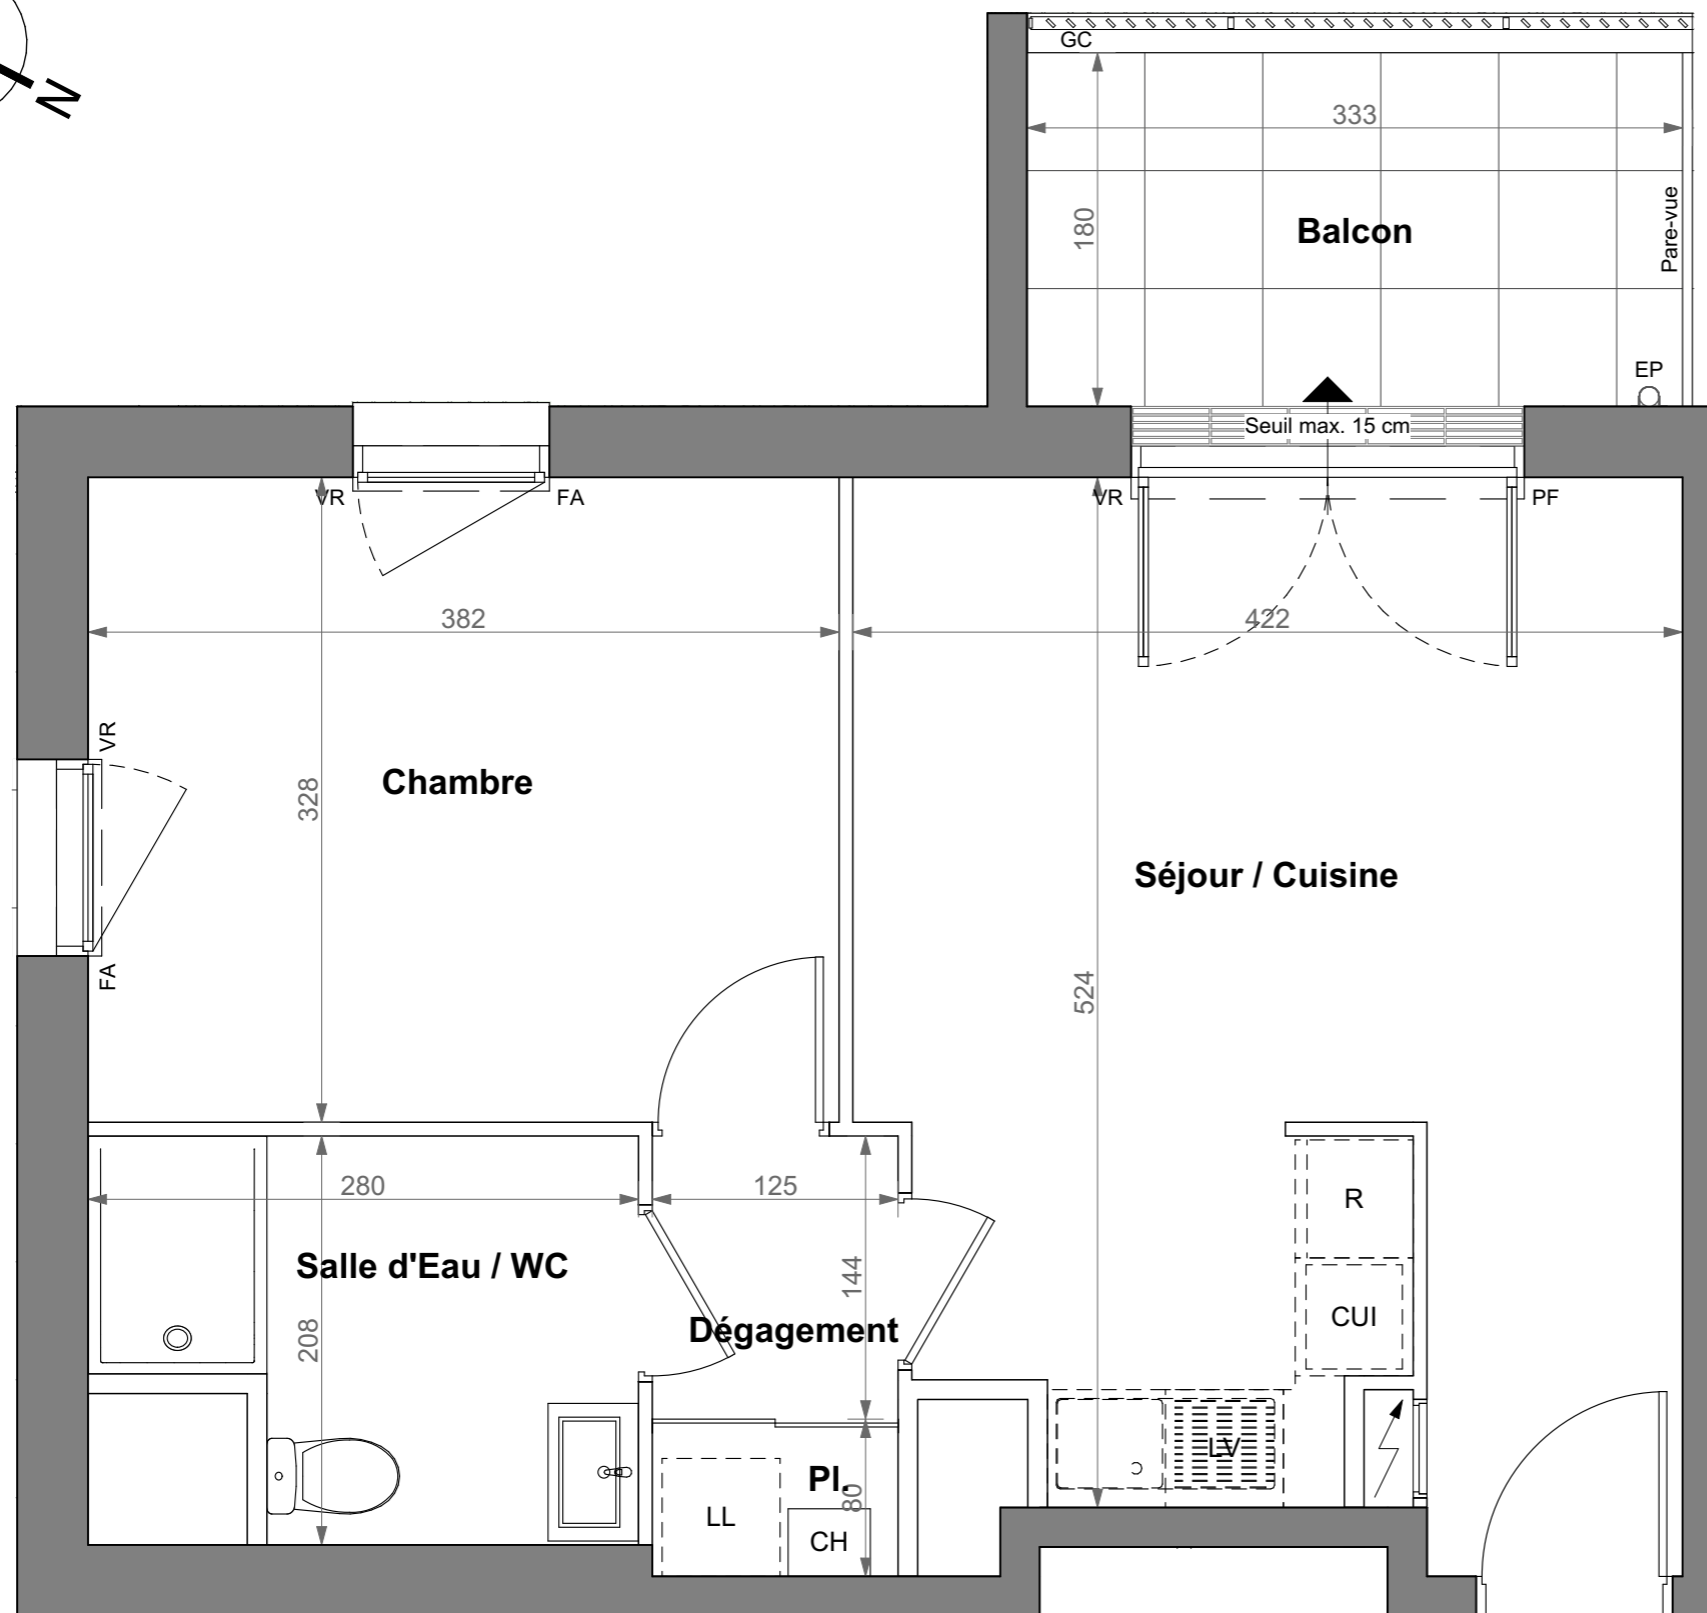 N
GC
333
180
Balcon
Pare-vue
EP
Seuil max. 15 cm
VR
FA
VR
PF
382
422
VR
Chambre
328
Séjour / Cuisine
FA
524
280
125
R
Salle d'Eau / WC
144
CUI
208
Dégagement
LV
Pl.
80
LL
CH